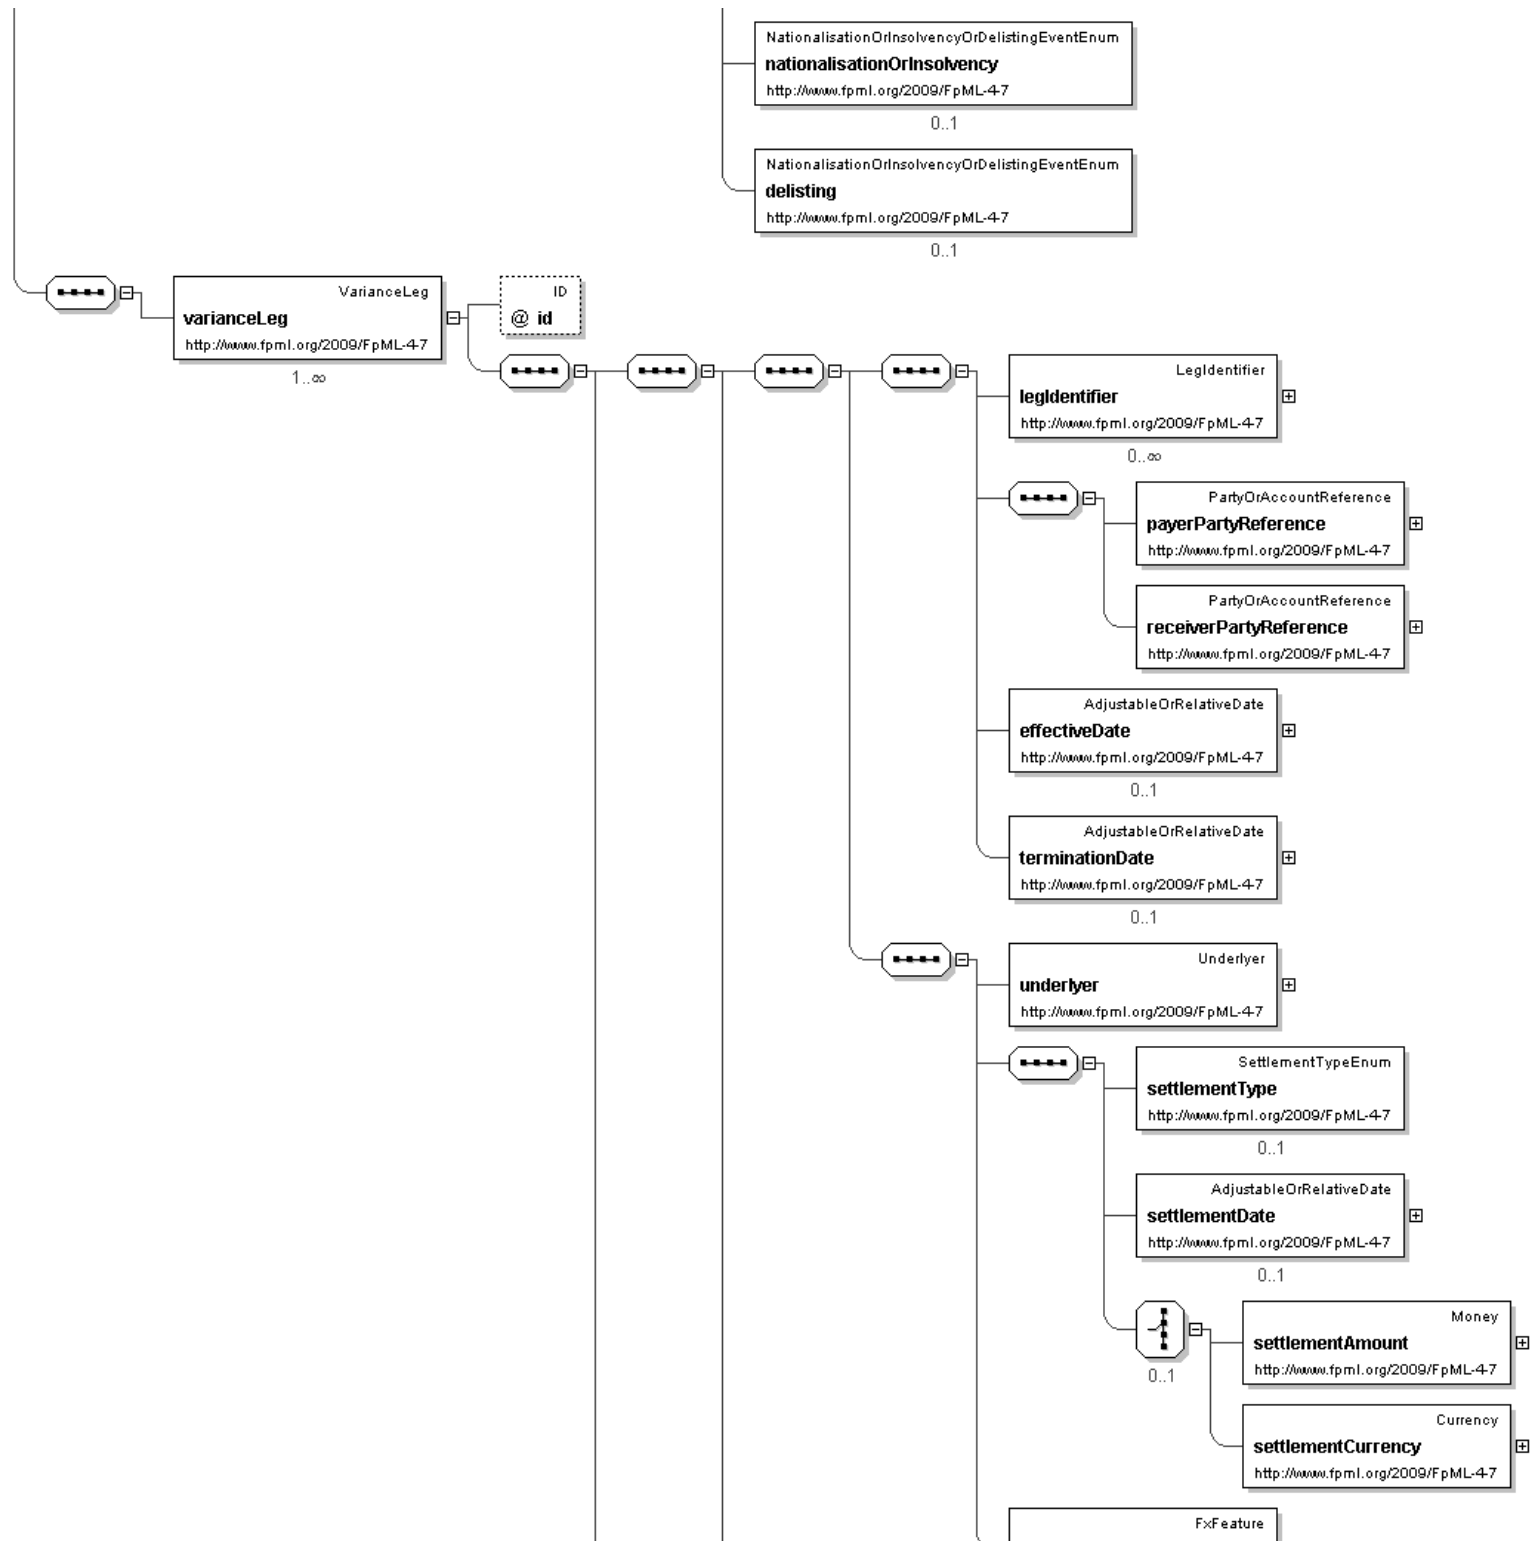 NationalisationOrInsolvencyOrDelistingEventEnum
nationalisationOrInsolvency
http://www.fpml.org/2009/FpML-4-7
0..1
NationalisationOrInsolvencyOrDelistingEventEnum
delisting
http://www.fpml.org/2009/FpML-4-7
0..1
VarianceLeg
varianceLeg
http://www.fpml.org/2009/FpML-4-7
1..∞
ID
@ id
LegIdentifier
legIdentifier
http://www.fpml.org/2009/FpML-4-7
0..∞
PartyOrAccountReference
payerPartyReference
http://www.fpml.org/2009/FpML-4-7
PartyOrAccountReference
receiverPartyReference
http://www.fpml.org/2009/FpML-4-7
AdjustableOrRelativeDate
effectiveDate
http://www.fpml.org/2009/FpML-4-7
0..1
AdjustableOrRelativeDate
terminationDate
http://www.fpml.org/2009/FpML-4-7
0..1
Underlyer
underlyer
http://www.fpml.org/2009/FpML-4-7
SettlementTypeEnum
settlementType
http://www.fpml.org/2009/FpML-4-7
0..1
AdjustableOrRelativeDate
settlementDate
http://www.fpml.org/2009/FpML-4-7
0..1
0..1
Money
settlementAmount
http://www.fpml.org/2009/FpML-4-7
Currency
settlementCurrency
http://www.fpml.org/2009/FpML-4-7
FxFeature